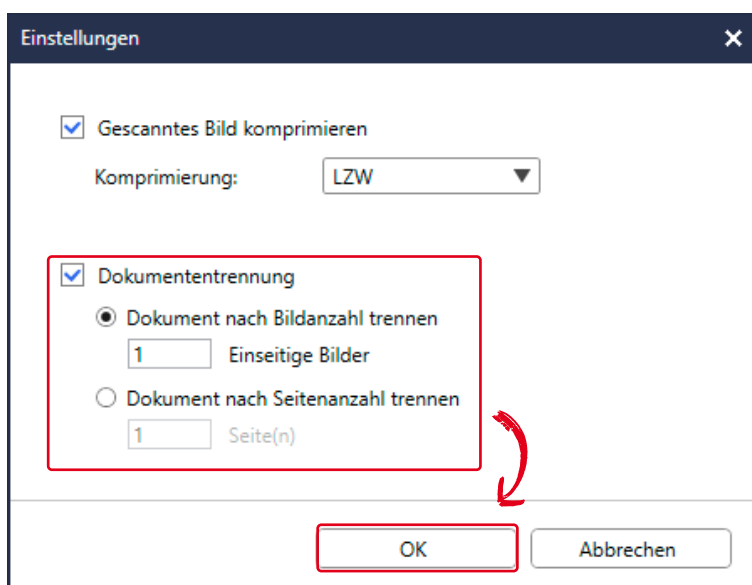 Einstellungen
Gescanntes Bild komprimieren
Komprimierung: LZW
Dokumententrennung
Dokument nach Bildanzahl trennen
1 Einseitige Bilder
Dokument nach Seitenanzahl trennen
1 Seite(n)
OK Abbrechen